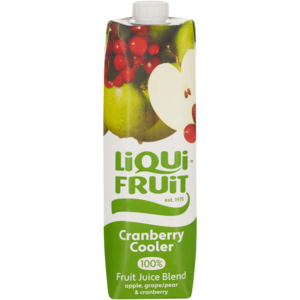 LiQUi
FRUiT
est. 1975
Cranberry
Cooler
100%
Fruit Juice Blend
apple, grape/pear
& cranberry